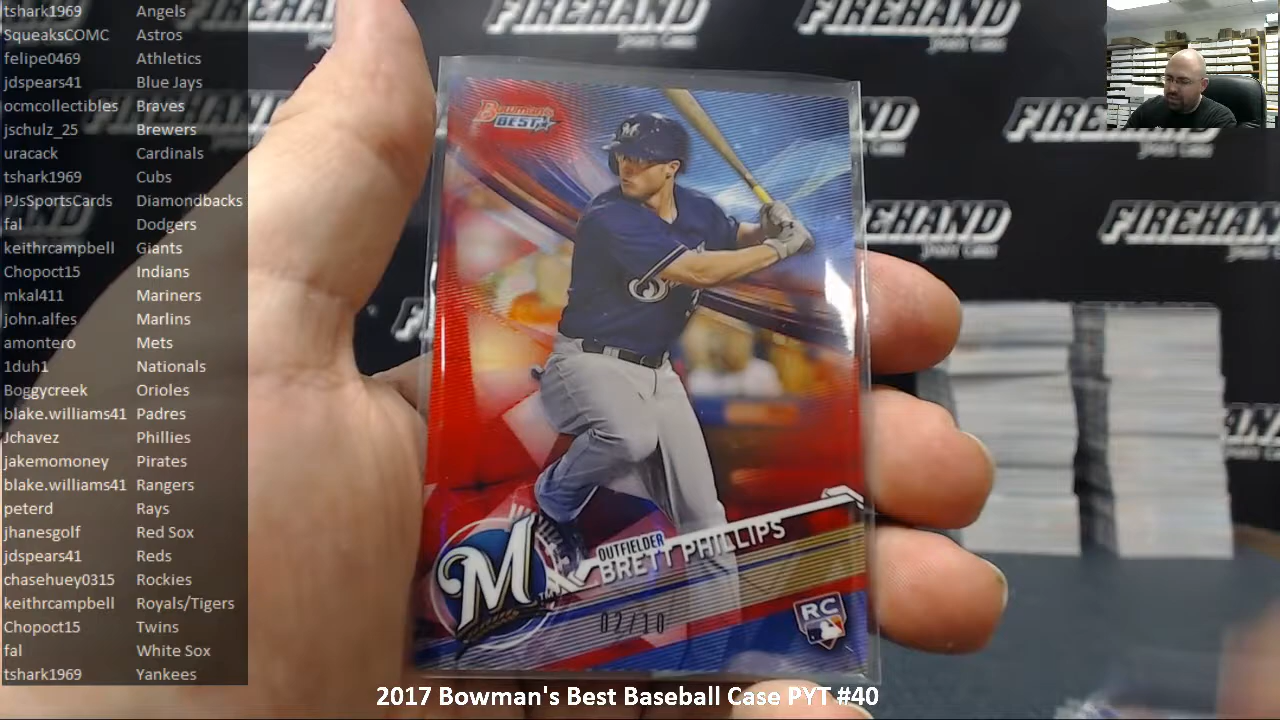 tshark1969 Angels
SqueaksCOMC Astros
felipe0469 Athletics
jdspears41 Blue Jays
ocmcollectibles Braves
jschulz_25 Brewers
uracack Cardinals
tshark1969 Cubs
PJsSportsCards Diamondbacks
fal Dodgers
keithrcampbell Giants
Chopoct15 Indians
mkal411 Mariners
john.alfes Marlins
amontero Mets
1duh1 Nationals
Boggycreek Orioles
blake.williams41 Padres
Jchavez Phillies
jakemomoney Pirates
blake.williams41 Rangers
peterd Rays
jhanesgolf Red Sox
jdspears41 Reds
chasehuey0315 Rockies
keithrcampbell Royals/Tigers
Chopoct15 Twins
fal White Sox
tshark1969 Yankees
FIREHAND
FIREHAND
FIREHAND
FIREHAND
FIREHAND
Bowman's
BEST
M
OUTFIELDER
BRETT PHILLIPS
02/10
RC
2017 Bowman's Best Baseball Case PYT #40